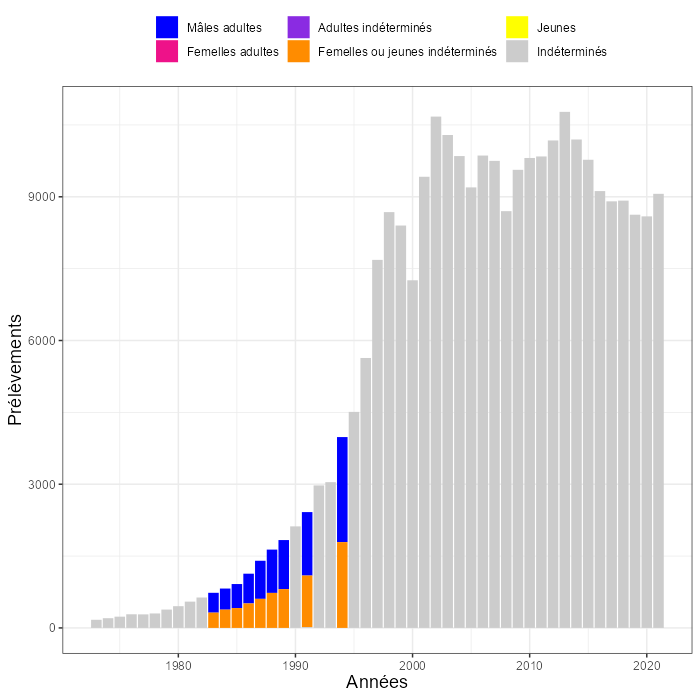 Mâles adultes Adultes indéterminés Jeunes
Femelles adultes Femelles ou jeunes indéterminés Indéterminés
9000
6000
3000
0
Prélèvements
1980 1990 2000 2010 2020
Années